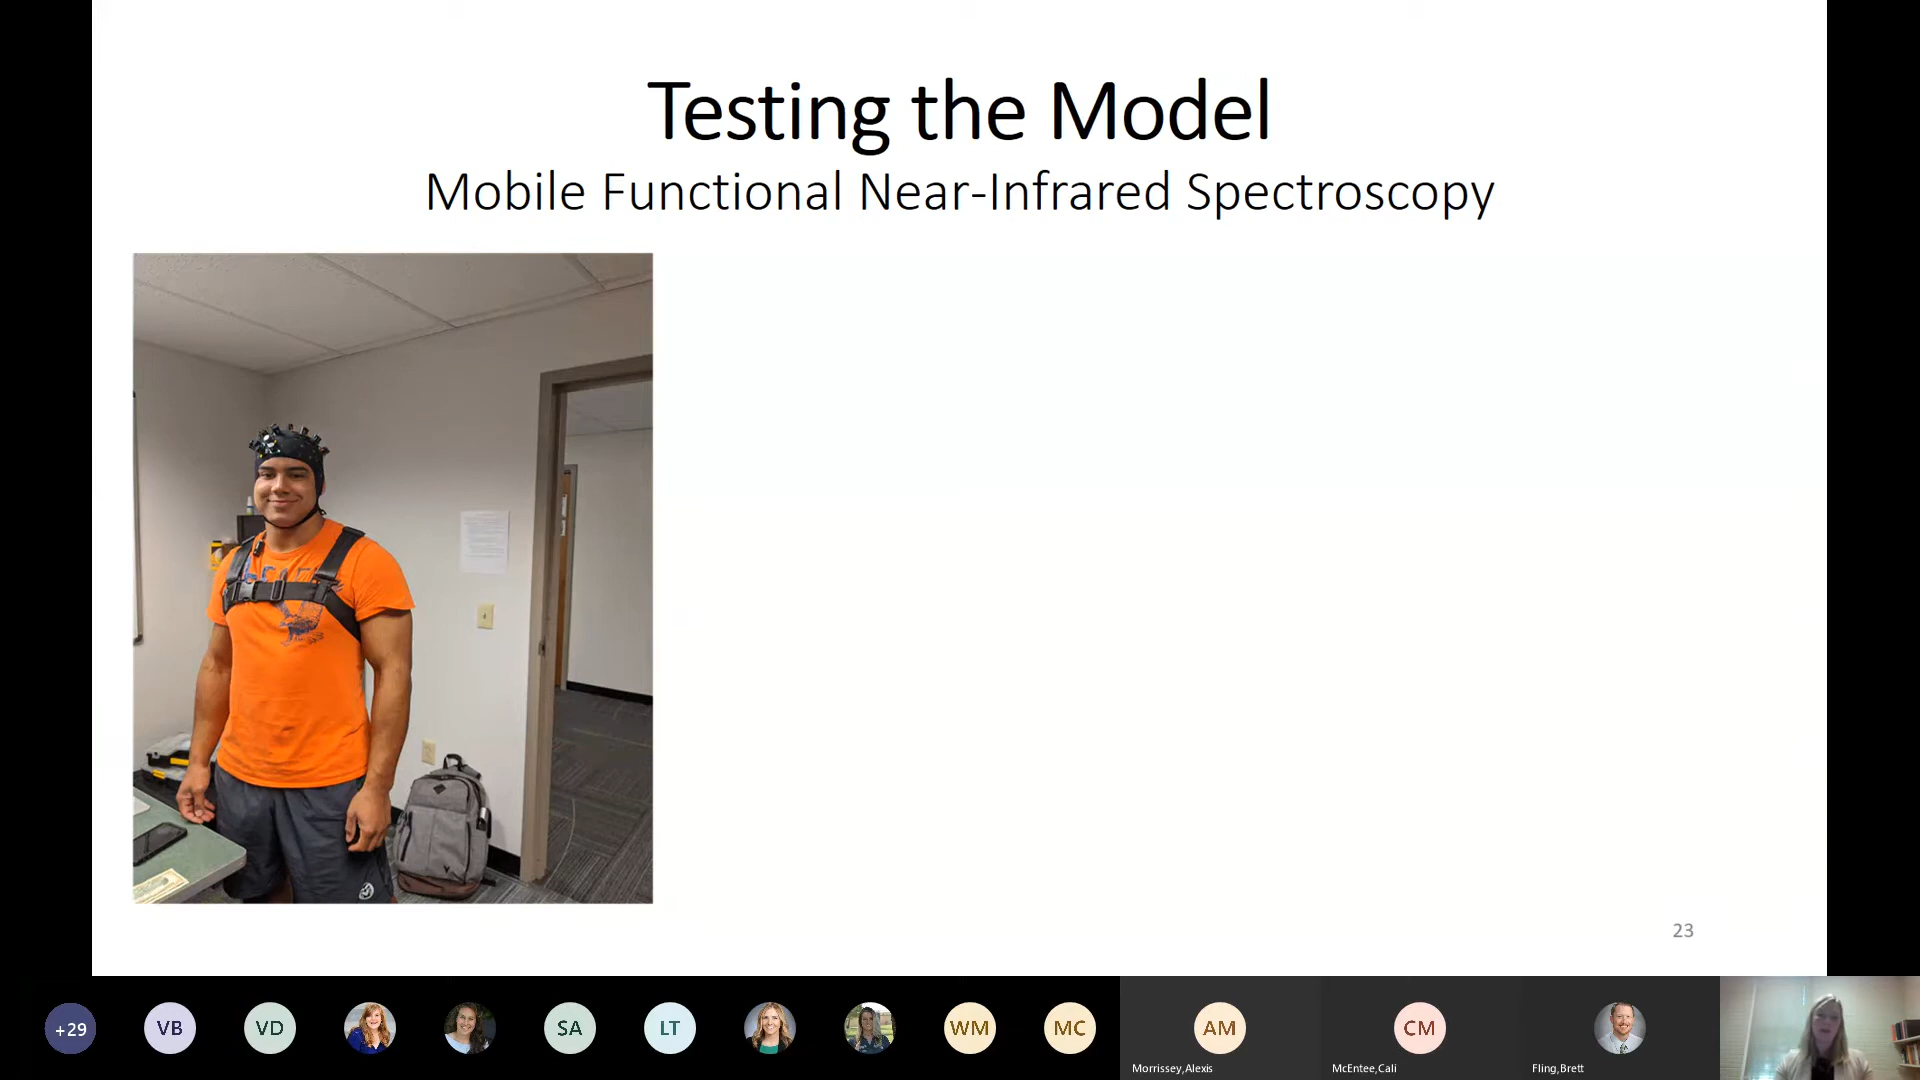 Testing the Model
Mobile Functional Near-Infrared Spectroscopy
23
+29
VB
VD
SA
LT
WM
MC
AM
CM
Morrissey,Alexis
McEntee,Cali
Fling,Brett